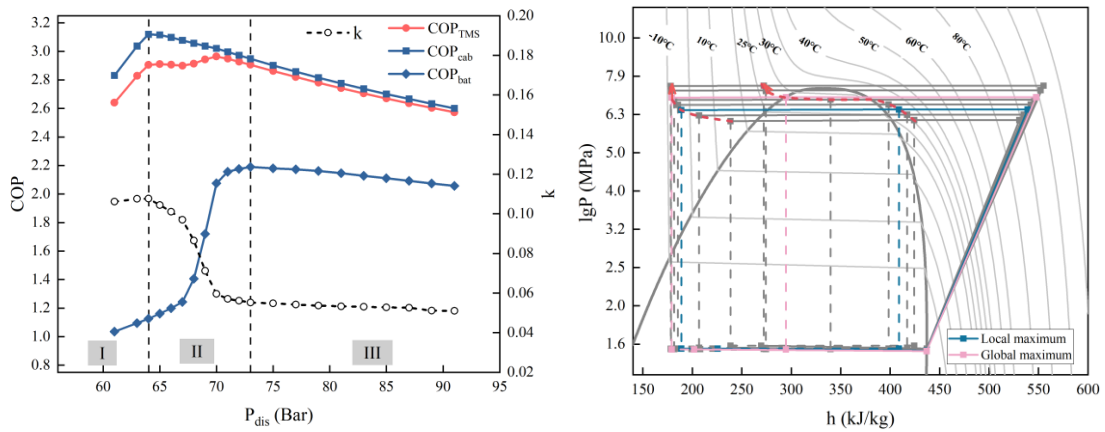 3.2
3.0
2.8
2.6
2.4
2.2
2.0
1.8
1.6
1.4
1.2
1.0
0.8
COP
0.20
0.18
0.16
0.14
0.12
0.10
0.08
0.06
0.04
0.02
k
k
COP_TMS
COP_cab
COP_bat
I
II
III
60
65
70
75
80
85
90
95
P_dis (Bar)
10.0
7.9
6.3
5.0
4.0
3.2
2.5
2.0
1.6
lgP (MPa)
-10°C
10°C
25°C
30°C
40°C
50°C
60°C
80°C
Local maximum
Global maximum
150
200
250
300
350
400
450
500
550
600
h (kJ/kg)